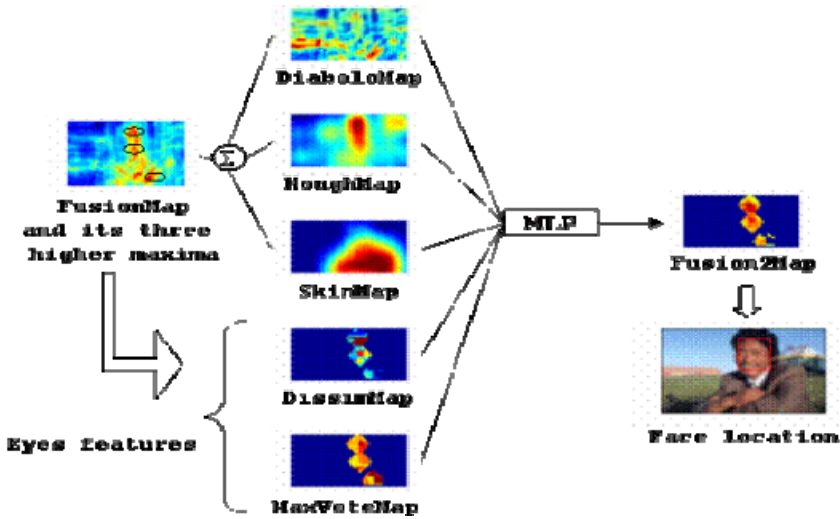 DiaboloMap
HoughMap
Σ
FusionMap
and its three
higher maxima
SkinMap
MLP
Fusion2Map
DissimMap
Eyes features
MaxVoteMap
Face location